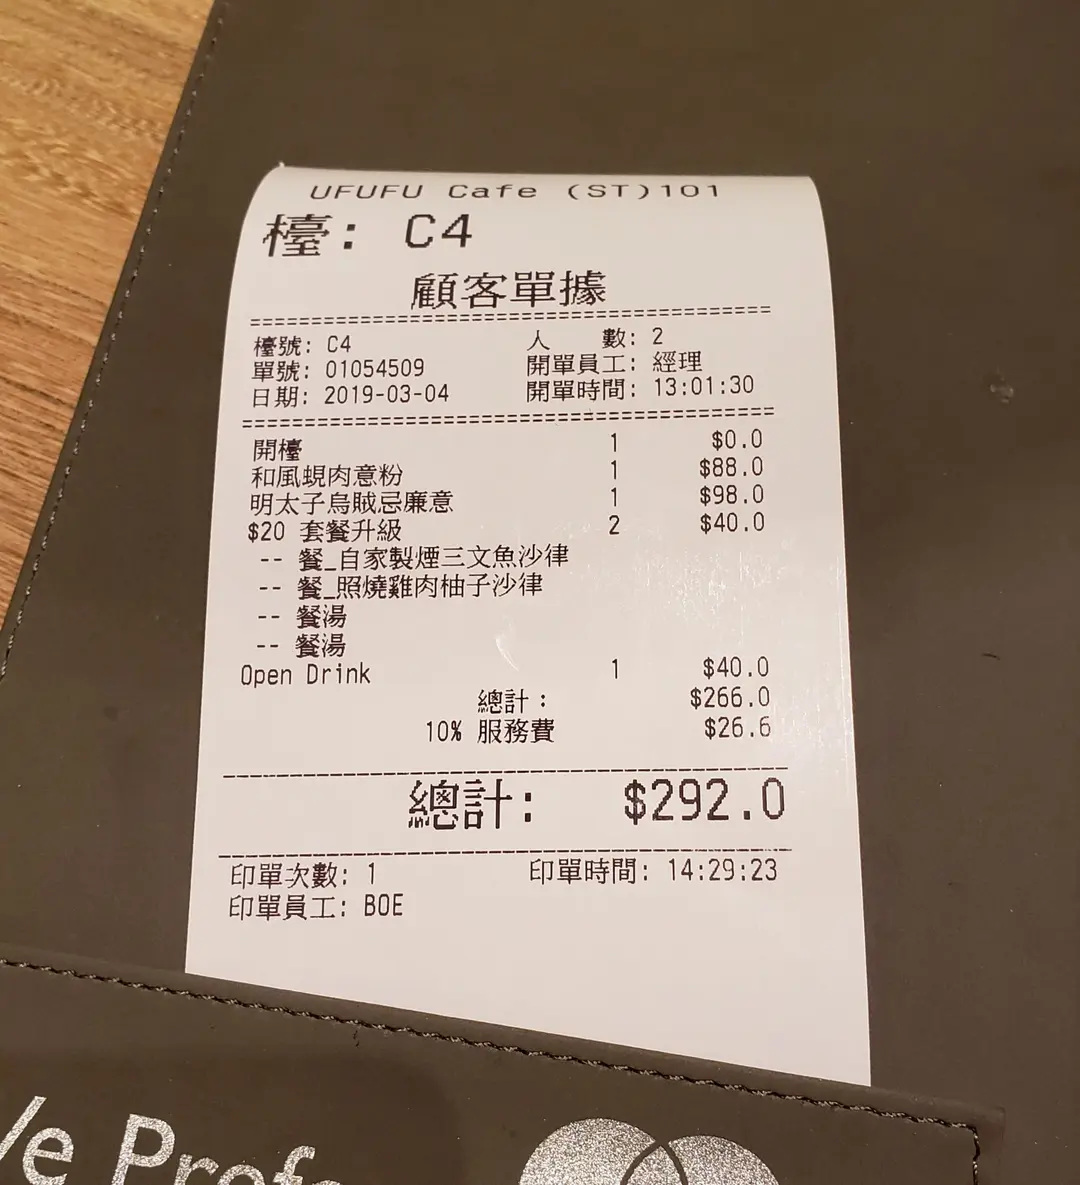 UFUFU Cafe (ST)101
檯: C4
顧客單據
檯號: C4 人 數: 2
單號: 01054509 開單員工: 經理
日期: 2019-03-04 開單時間: 13:01:30
開檯 1 $0.0
和風蜆肉意粉 1 $88.0
明太子烏賊忌廉意 1 $98.0
$20 套餐升級 2 $40.0
-- 餐_自家製煙三文魚沙律
-- 餐_照燒雞肉柚子沙律
-- 餐湯
-- 餐湯
Open Drink 1 $40.0
總計: $266.0
10% 服務費 $26.6
總計: $292.0
印單次數: 1 印單時間: 14:29:23
印單員工: BOE